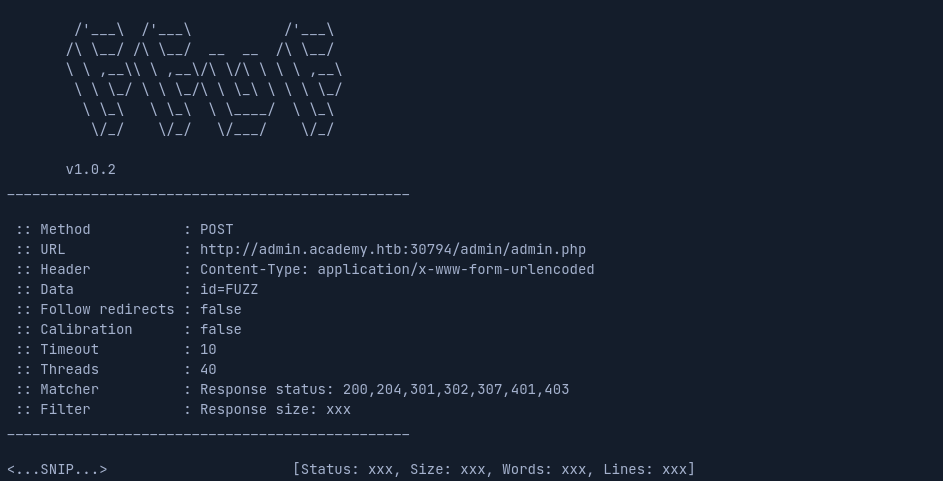 /'___\  /'___\           /'___\
       /\ \__/ /\ \__/  __  __  /\ \__/
       \ \ ,__\\ \ ,__\/\ \/\ \ \ \ ,__\
        \ \ \_/ \ \ \_/\ \ \_\ \ \ \ \_/
         \ \_\   \ \_\  \ \____/  \ \_\
          \/_/    \/_/   \/___/    \/_/
       v1.0.2
________________________________________________
 :: Method           : POST
 :: URL              : http://admin.academy.htb:30794/admin/admin.php
 :: Header           : Content-Type: application/x-www-form-urlencoded
 :: Data             : id=FUZZ
 :: Follow redirects : false
 :: Calibration      : false
 :: Timeout          : 10
 :: Threads          : 40
 :: Matcher          : Response status: 200,204,301,302,307,401,403
 :: Filter           : Response size: xxx
________________________________________________
<...SNIP...>                      [Status: xxx, Size: xxx, Words: xxx, Lines: xxx]